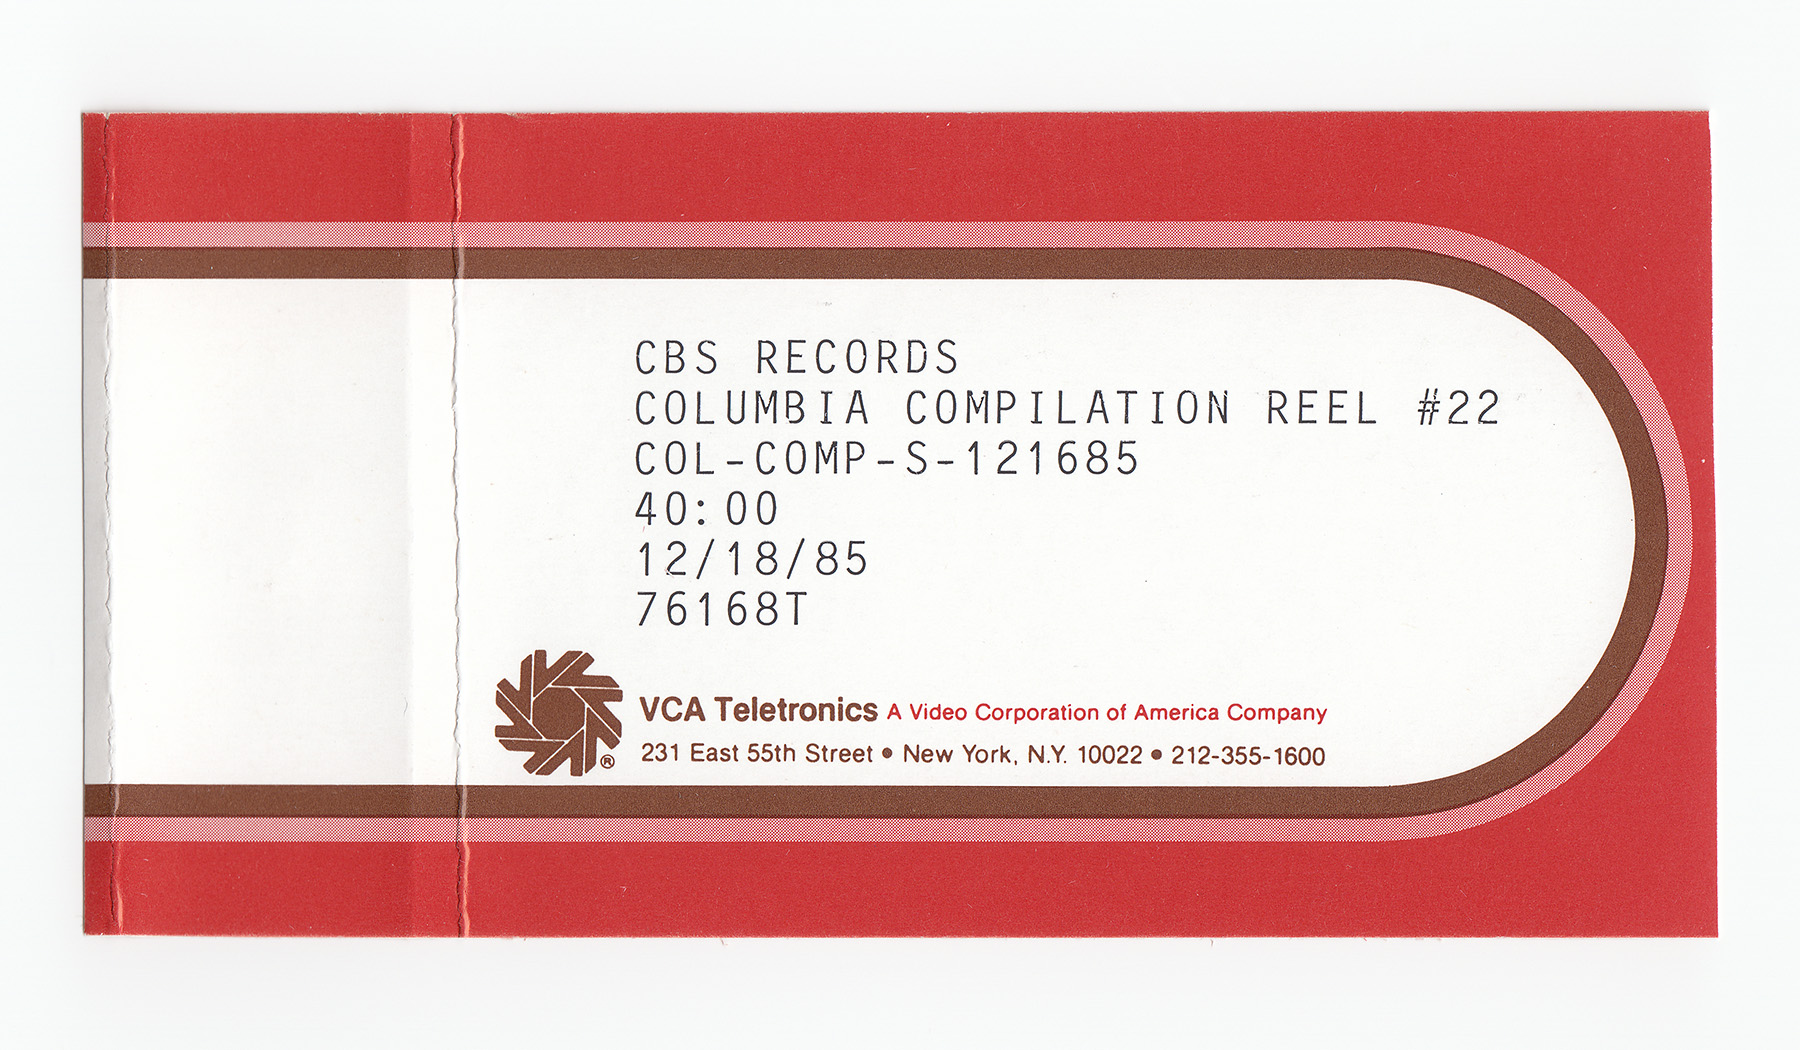 CBS RECORDS
COLUMBIA COMPILATION REEL #22
COL-COMP-S-121685
40:00
12/18/85
76168T
VCA Teletronics A Video Corporation of America Company
231 East 55th Street • New York, N.Y. 10022 • 212-355-1600
®